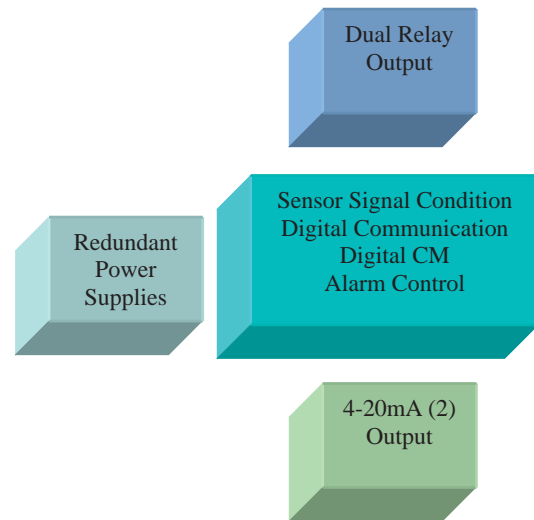 Dual Relay
Output
Sensor Signal Condition
Digital Communication
Digital CM
Alarm Control
Redundant
Power
Supplies
4-20mA (2)
Output